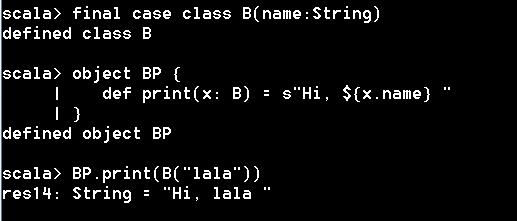 scala> final case class B(name:String)
defined class B
scala> object BP {
     |     def print(x: B) = s"Hi, ${x.name} "
     | }
defined object BP
scala> BP.print(B("lala"))
res14: String = "Hi, lala "